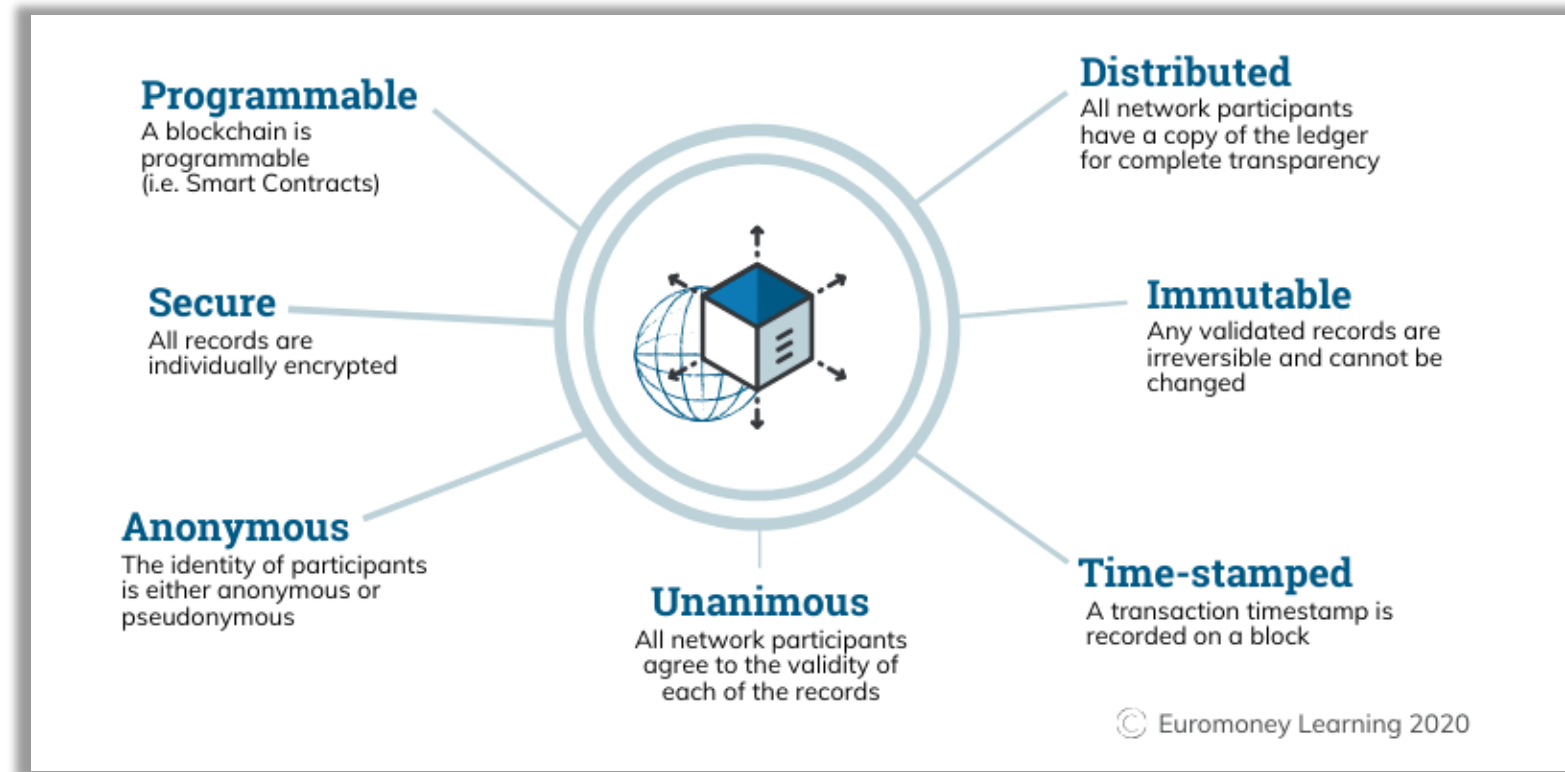 Programmable
A blockchain is
programmable
(i.e. Smart Contracts)
Distributed
All network participants
have a copy of the ledger
for complete transparency
Secure
All records are
individually encrypted
Immutable
Any validated records are
irreversible and cannot be
changed
Anonymous
The identity of participants
is either anonymous or
pseudonymous
Unanimous
All network participants
agree to the validity of
each of the records
Time-stamped
A transaction timestamp is
recorded on a block
© Euromoney Learning 2020